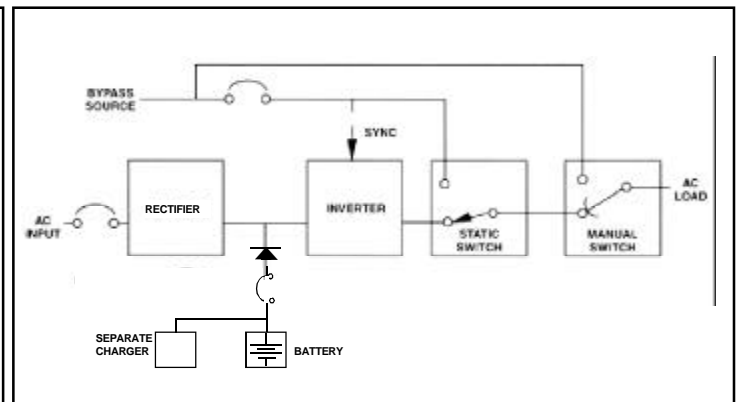 BYPASS
SOURCE
SYNC
AC
INPUT
RECTIFIER
INVERTER
STATIC
SWITCH
MANUAL
SWITCH
AC
LOAD
SEPARATE
CHARGER
BATTERY